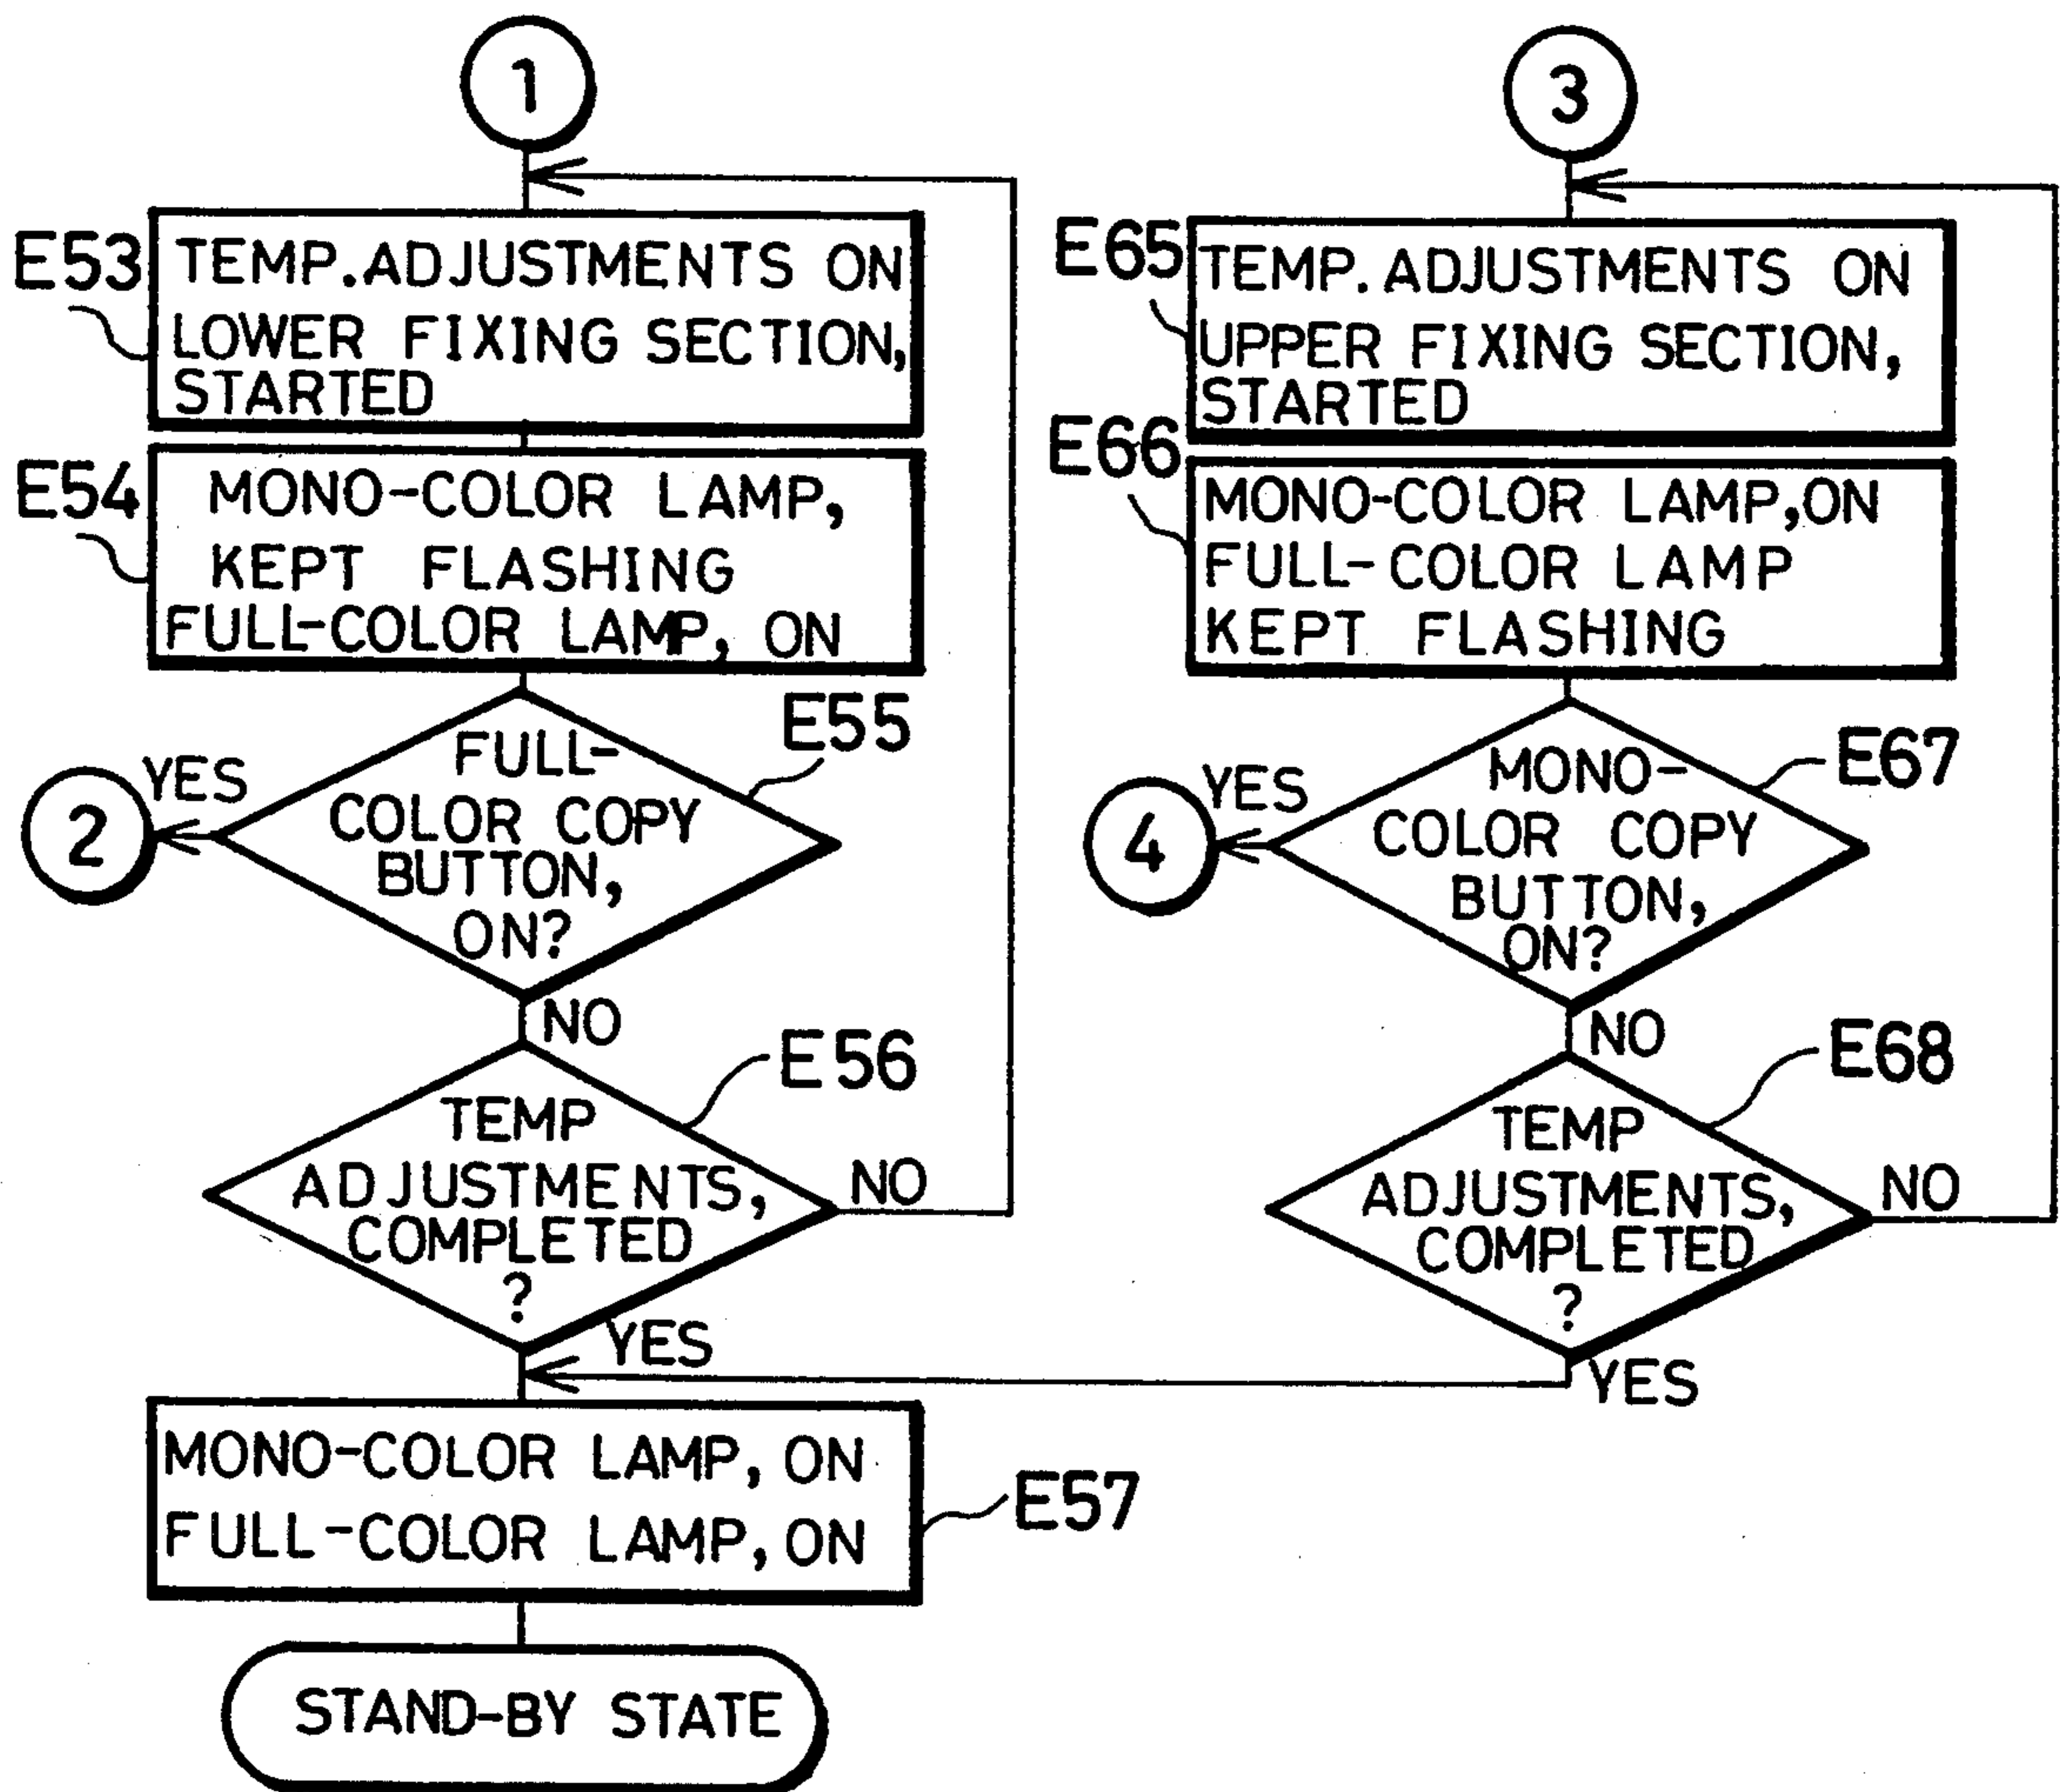 1
E53
TEMP. ADJUSTMENTS ON
LOWER FIXING SECTION,
STARTED
E54
MONO-COLOR LAMP,
KEPT FLASHING
FULL-COLOR LAMP, ON
E55
FULL-
COLOR COPY
BUTTON,
ON?
YES
2
NO
E56
TEMP
ADJUSTMENTS,
COMPLETED
?
NO
YES
MONO-COLOR LAMP, ON
FULL-COLOR LAMP, ON
E57
STAND-BY STATE
3
E65
TEMP. ADJUSTMENTS ON
UPPER FIXING SECTION,
STARTED
E66
MONO-COLOR LAMP, ON
FULL-COLOR LAMP
KEPT FLASHING
E67
MONO-
COLOR COPY
BUTTON,
ON?
YES
4
NO
E68
TEMP
ADJUSTMENTS,
COMPLETED
?
NO
YES